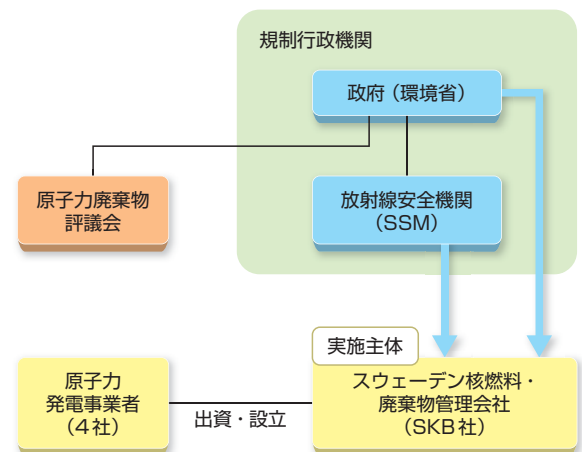 規制行政機関
政府（環境省）
原子力廃棄物
評議会
放射線安全機関
（SSM）
実施主体
原子力
発電事業者
（4社）
出資・設立
スウェーデン核燃料・
廃棄物管理会社
（SKB社）